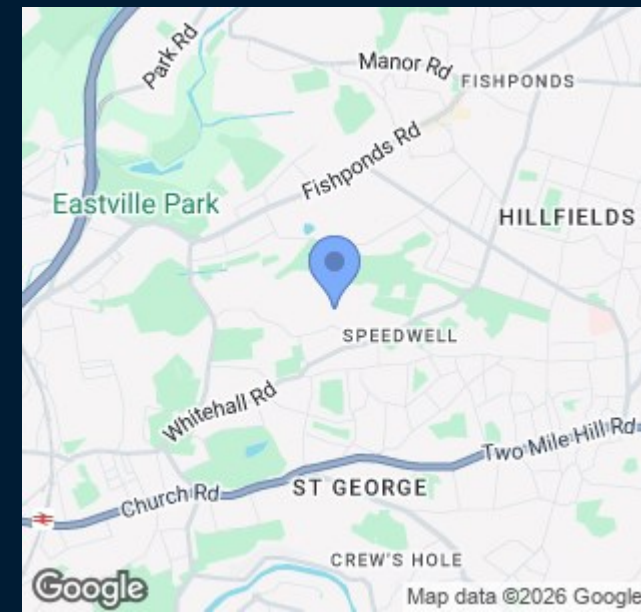 Park Rd
Manor Rd
FISHPONDS
Fishponds Rd
Eastville Park
HILLFIELDS
SPEEDWELL
Whitehall Rd
Two Mile Hill Rd
Church Rd
ST GEORGE
CREW'S HOLE
Google
Map data ©2026 Google